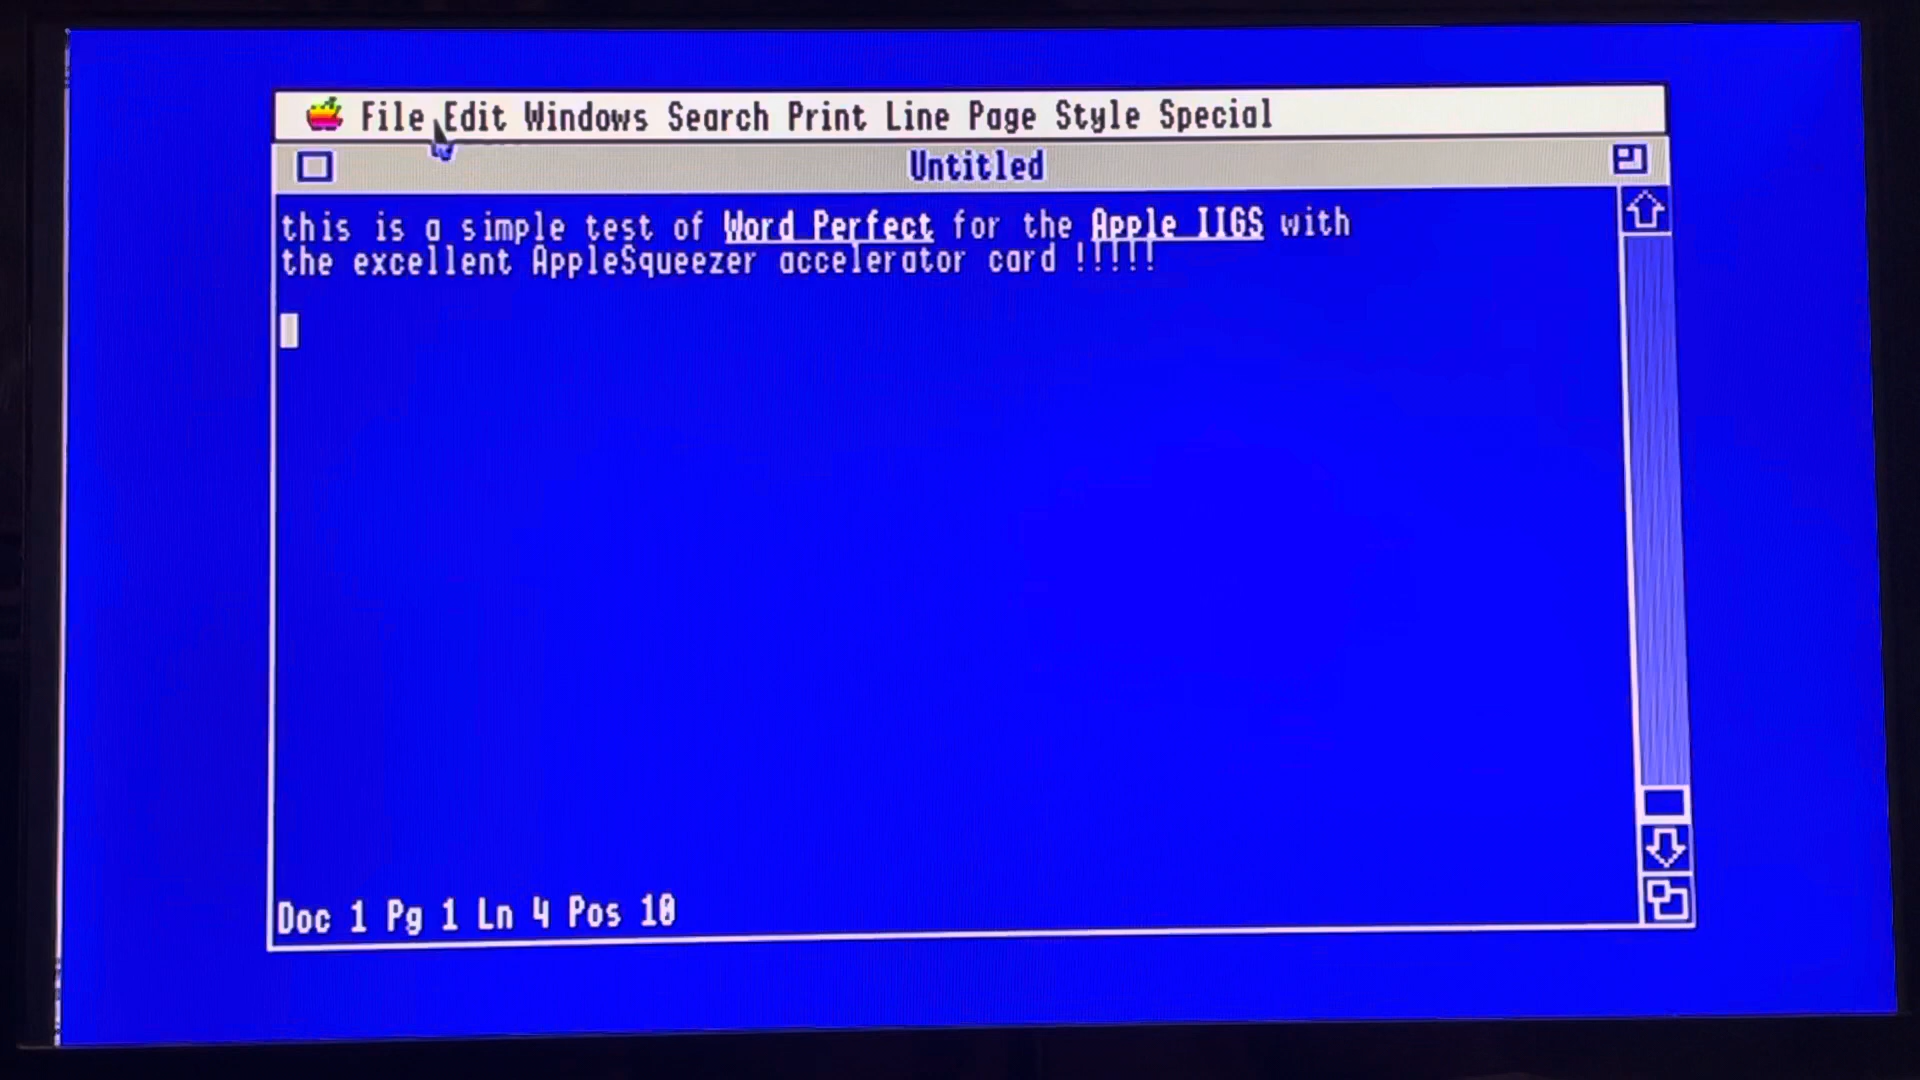 File Edit Windows Search Print Line Page Style Special
Untitled
this is a simple test of Word Perfect for the Apple IIGS with
the excellent AppleSqueezer accelerator card !!!!!
Doc 1 Pg 1 Ln 4 Pos 10